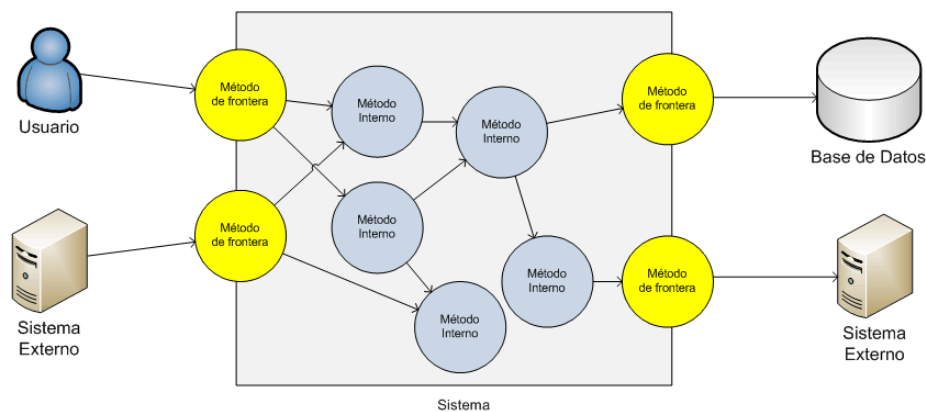 Usuario
Método
de frontera
Método
Interno
Método
Interno
Método
de frontera
Base de Datos
Método
de frontera
Método
Interno
Método
Interno
Método
de frontera
Método
Interno
Sistema
Externo
Sistema
Externo
Sistema